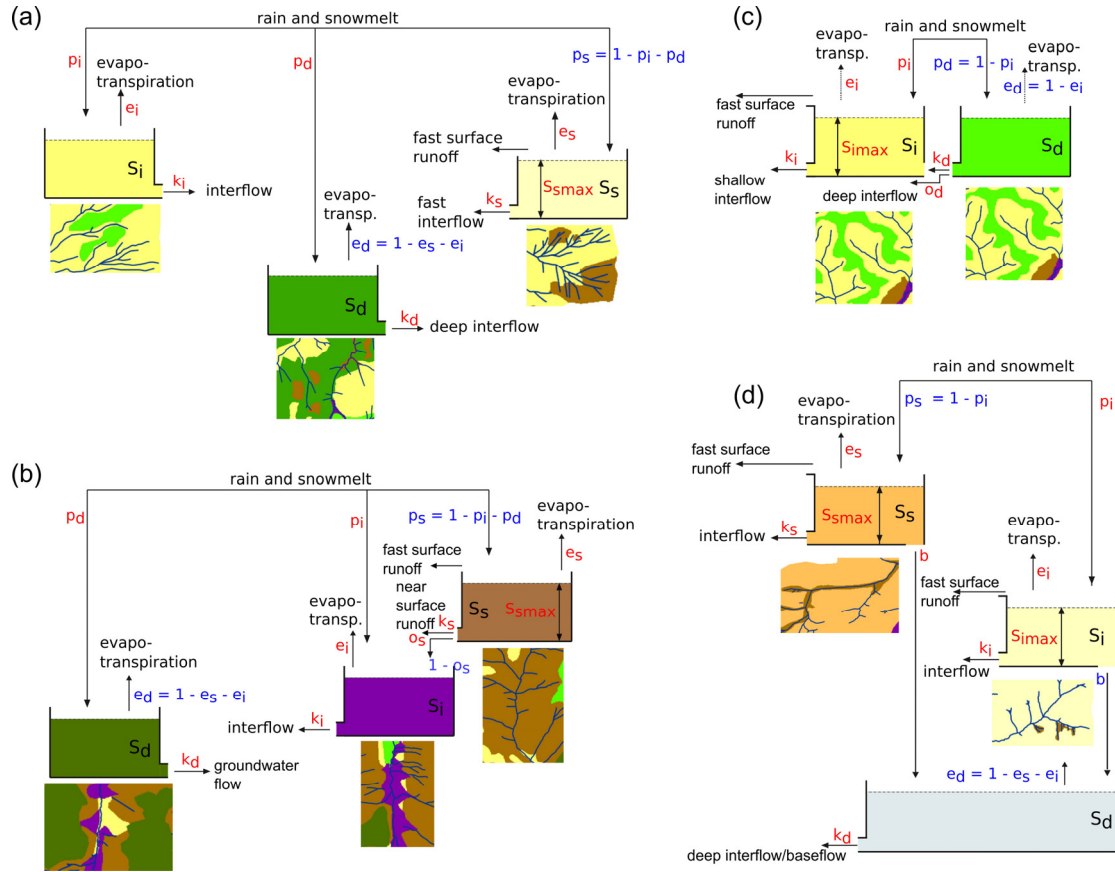 (a)
rain and snowmelt
pi
evapo-
transpiration
ei
Si
ki
interflow
pd
evapo-
transp.
ed = 1 - es - ei
Sd
kd
deep interflow
ps = 1 - pi - pd
evapo-
transpiration
es
fast surface
runoff
Ssmax
Ss
ks
fast
interflow
(b)
rain and snowmelt
pd
evapo-
transpiration
ed = 1 - es - ei
Sd
kd
groundwater
flow
pi
evapo-
transp.
ei
Si
ki
interflow
ps = 1 - pi - pd
evapo-
transpiration
es
fast surface
runoff
near
surface
runoff
ks
os
1 - os
Ss
Ssmax
(c)
rain and snowmelt
evapo-
transp.
ei
pi
pd = 1 - pi
evapo-
transp.
ed = 1 - ei
fast surface
runoff
Simax
Si
ki
shallow
interflow
Sd
kd
od
deep interflow
(d)
rain and snowmelt
ps = 1 - pi
pi
evapo-
transpiration
es
fast surface
runoff
Ssmax
Ss
ks
interflow
b
evapo-
transp.
ei
fast surface
runoff
Simax
Si
ki
interflow
b
ed = 1 - es - ei
Sd
kd
deep interflow/baseflow